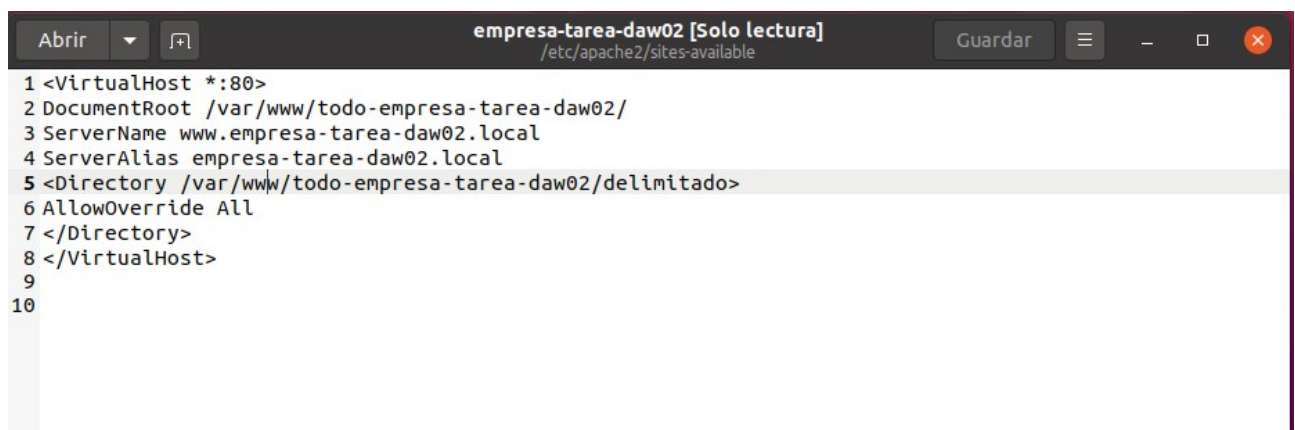 Abrir
empresa-tarea-daw02 [Solo lectura]
/etc/apache2/sites-available
Guardar
1 <VirtualHost *:80>
2 DocumentRoot /var/www/todo-empresa-tarea-daw02/
3 ServerName www.empresa-tarea-daw02.local
4 ServerAlias empresa-tarea-daw02.local
5 <Directory /var/www/todo-empresa-tarea-daw02/delimitado>
6 AllowOverride All
7 </Directory>
8 </VirtualHost>
9
10